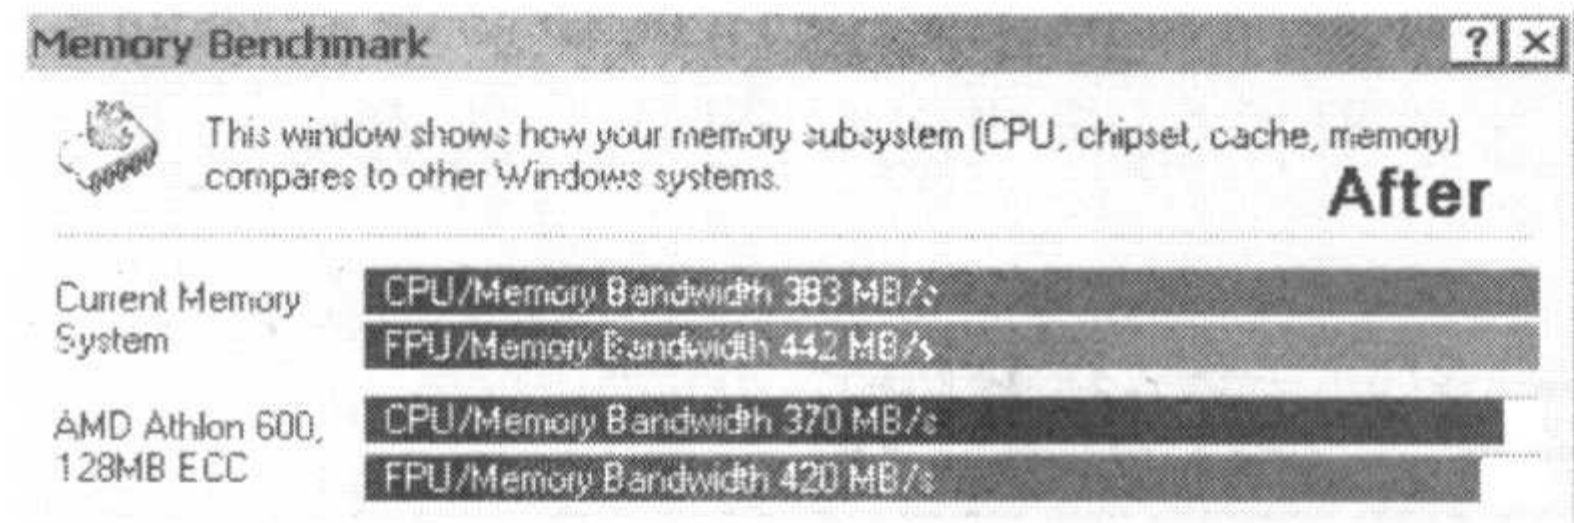 Memory Benchmark
? X
This window shows how your memory subsystem (CPU, chipset, cache, memory)
compares to other Windows systems.
After
Current Memory
System
CPU/Memory Bandwidth 383 MB/s
FPU/Memory Bandwidth 442 MB/s
AMD Athlon 600,
128MB ECC
CPU/Memory Bandwidth 370 MB/s
FPU/Memory Bandwidth 420 MB/s